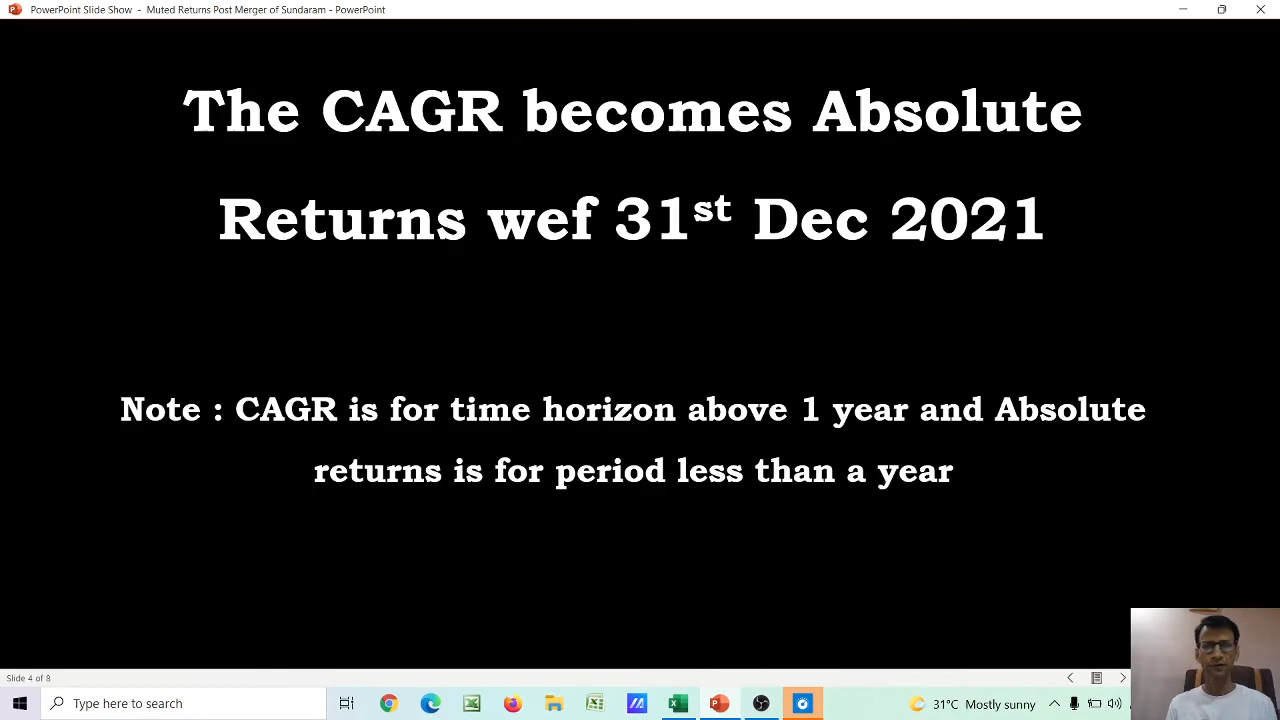 PowerPoint Slide Show - Muted Returns Post Merger of Sundaram - PowerPoint
The CAGR becomes Absolute
Returns wef 31st Dec 2021
Note : CAGR is for time horizon above 1 year and Absolute
returns is for period less than a year
Slide 4 of 8
Type here to search
31°C Mostly sunny